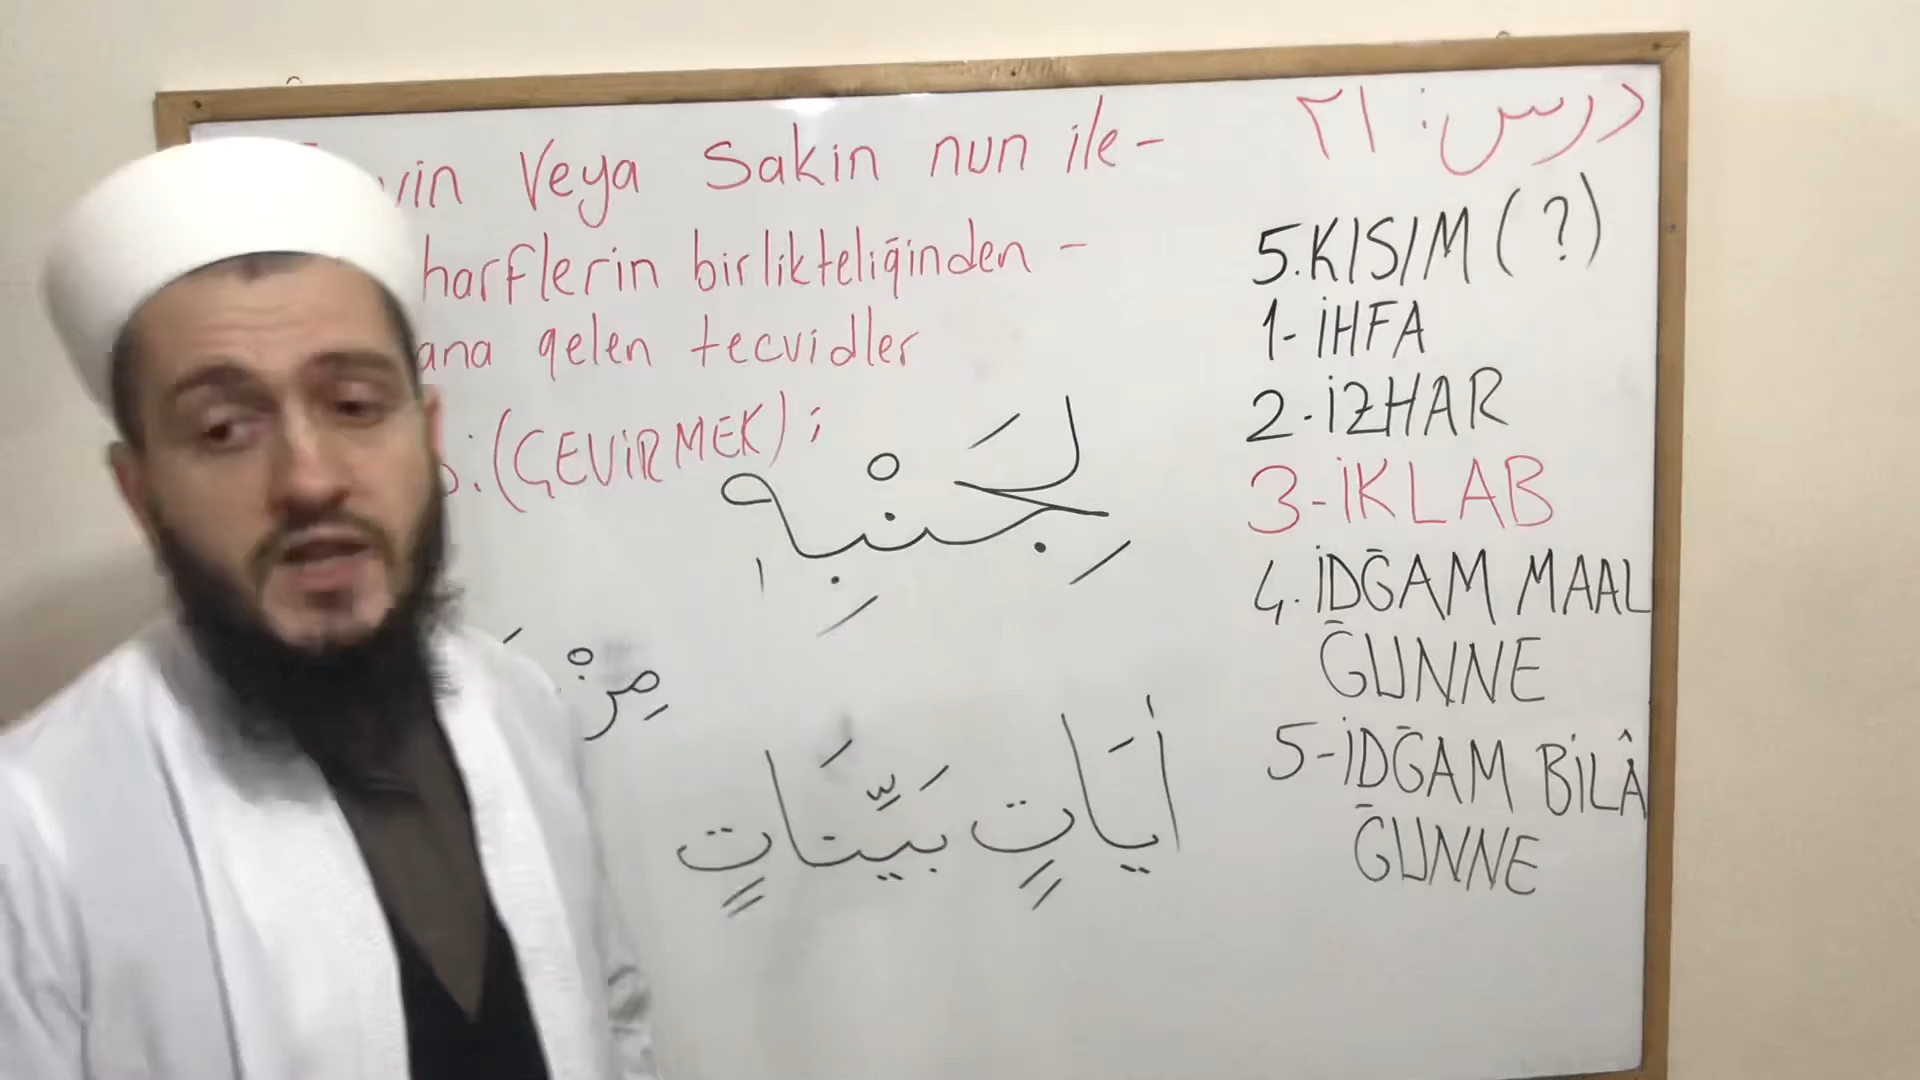 درس: ٢١
vin Veya Sakin nun ile-
harflerin birlikteliğinden -
ana gelen tecvidler
b: (ÇEVİRMEK);
لِجَنْبِهٖ
مِنْ
اٰيَاتٍ بَيِّنَاتٍ
5.KISIM (?)
1-İHFA
2-İZHAR
3-İKLAB
4.İDĞAM MAAL
ĞUNNE
5-İDĞAM BİLÂ
ĞUNNE